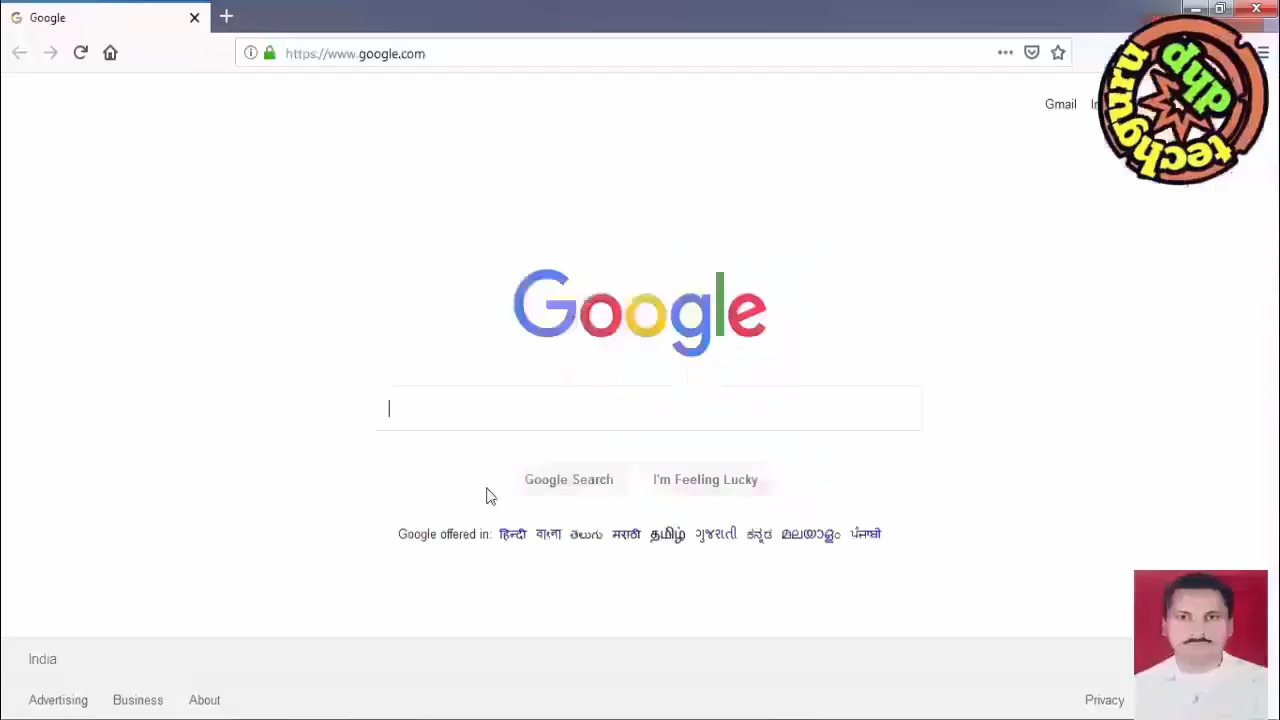 Google
https://www.google.com
Gmail
dhp
techguru
Google
Google Search I'm Feeling Lucky
Google offered in: हिन्दी বাংলা తెలుగు मराठी தமிழ் ગુજરાતી ಕನ್ನಡ മലയാളം ਪੰਜਾਬੀ
India
Advertising Business About Privacy